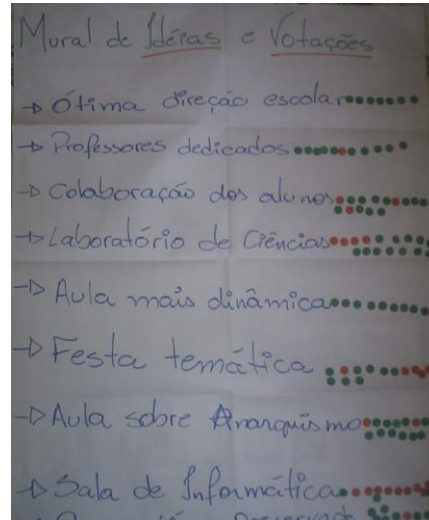 Mural de Idéias e Votações
→ Ótima direção escolar
→ Professores dedicados
→ Colaboração dos alunos
→ Laboratório de Ciências
→ Aula mais dinâmica
→ Festa temática
→ Aula sobre Anarquismo
→ Sala de Informática